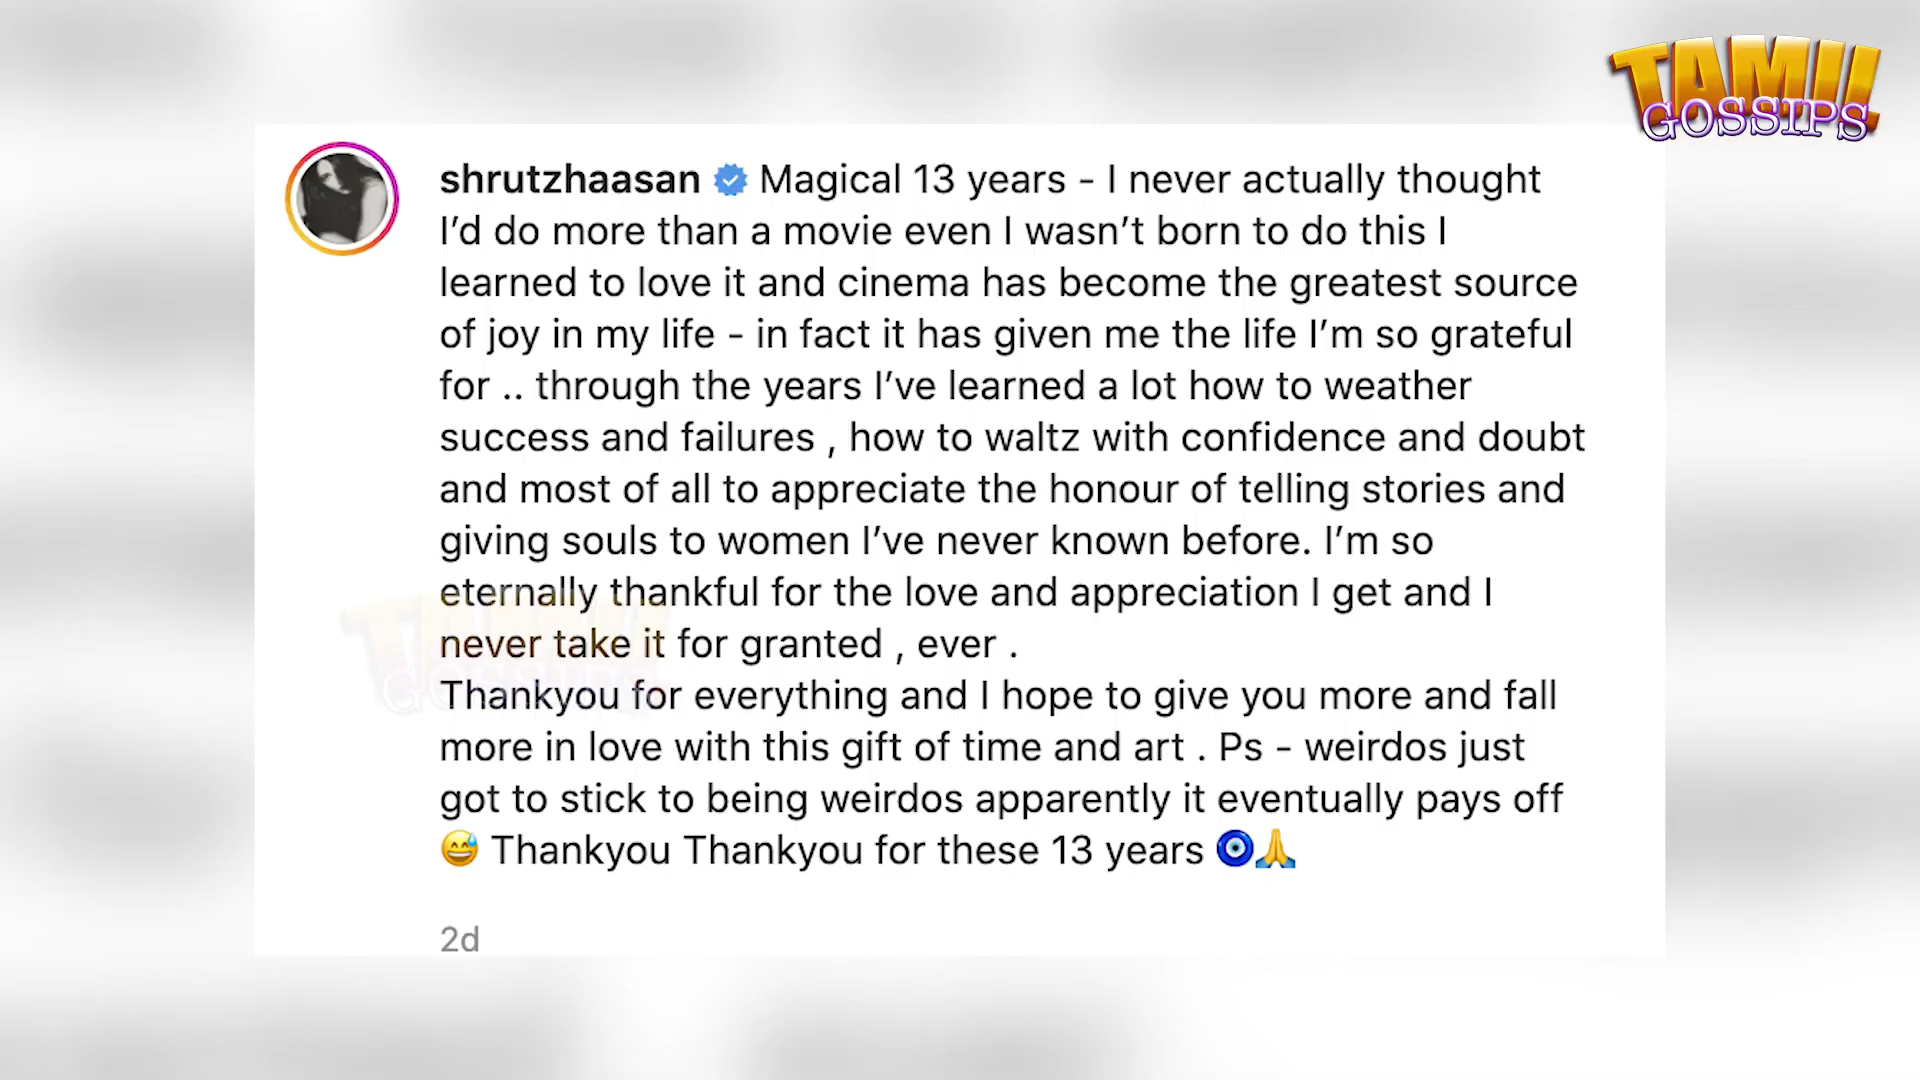 TAMIL
GOSSIPS
shrutzhaasan Magical 13 years - I never actually thought
I’d do more than a movie even I wasn’t born to do this I
learned to love it and cinema has become the greatest source
of joy in my life - in fact it has given me the life I’m so grateful
for .. through the years I’ve learned a lot how to weather
success and failures , how to waltz with confidence and doubt
and most of all to appreciate the honour of telling stories and
giving souls to women I’ve never known before. I’m so
eternally thankful for the love and appreciation I get and I
never take it for granted , ever .
Thankyou for everything and I hope to give you more and fall
more in love with this gift of time and art . Ps - weirdos just
got to stick to being weirdos apparently it eventually pays off
😅 Thankyou Thankyou for these 13 years 🧿🙏
2d
TAMIL
GOSSIPS